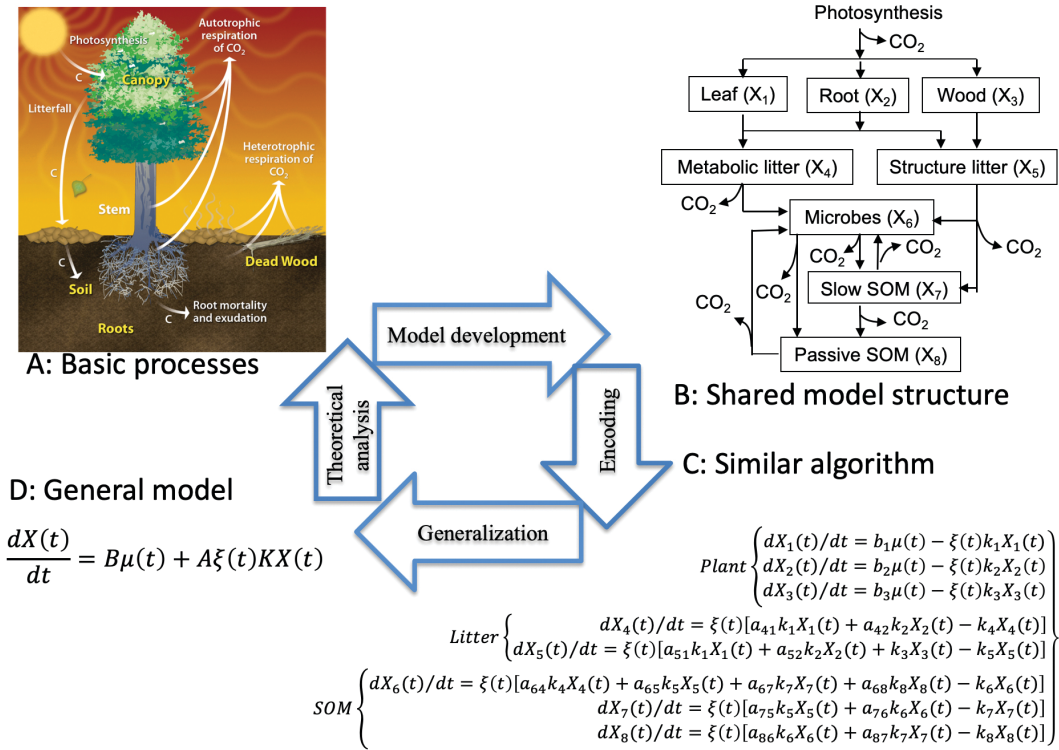 Photosynthesis
C
Canopy
Autotrophic
respiration
of CO₂
Litterfall
C
Heterotrophic
respiration of
CO₂
Stem
Dead Wood
C
Soil
Root mortality
and exudation
C
Roots
A: Basic processes
Photosynthesis
CO₂
Leaf (X₁)
Root (X₂)
Wood (X₃)
Metabolic litter (X₄)
Structure litter (X₅)
CO₂
Microbes (X₆)
CO₂
CO₂
CO₂
CO₂
CO₂
Slow SOM (X₇)
CO₂
Passive SOM (X₈)
B: Shared model structure
Model development
Encoding
Generalization
Theoretical
analysis
C: Similar algorithm
Plant
dX₁(t)/dt = b₁μ(t) − ξ(t)k₁X₁(t)
dX₂(t)/dt = b₂μ(t) − ξ(t)k₂X₂(t)
dX₃(t)/dt = b₃μ(t) − ξ(t)k₃X₃(t)
Litter
dX₄(t)/dt = ξ(t)[a₄₁k₁X₁(t) + a₄₂k₂X₂(t) − k₄X₄(t)]
dX₅(t)/dt = ξ(t)[a₅₁k₁X₁(t) + a₅₂k₂X₂(t) + k₃X₃(t) − k₅X₅(t)]
SOM
dX₆(t)/dt = ξ(t)[a₆₄k₄X₄(t) + a₆₅k₅X₅(t) + a₆₇k₇X₇(t) + a₆₈k₈X₈(t) − k₆X₆(t)]
dX₇(t)/dt = ξ(t)[a₇₅k₅X₅(t) + a₇₆k₆X₆(t) − k₇X₇(t)]
dX₈(t)/dt = ξ(t)[a₈₆k₆X₆(t) + a₈₇k₇X₇(t) − k₈X₈(t)]
D: General model
dX(t)/dt = Bμ(t) + Aξ(t)KX(t)